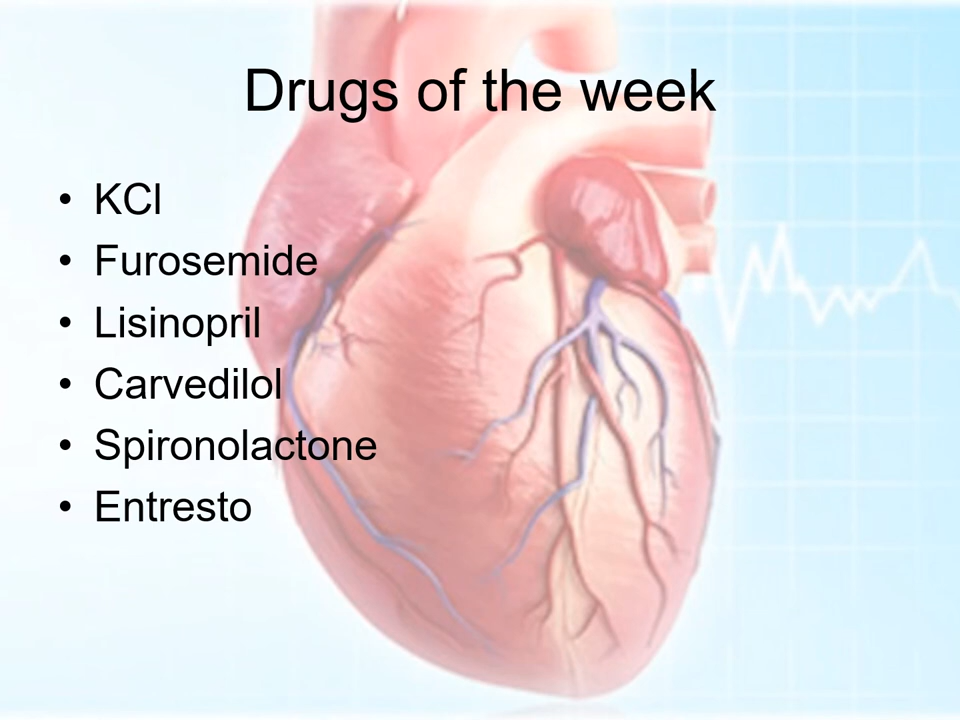 Drugs of the week
• KCl
• Furosemide
• Lisinopril
• Carvedilol
• Spironolactone
• Entresto